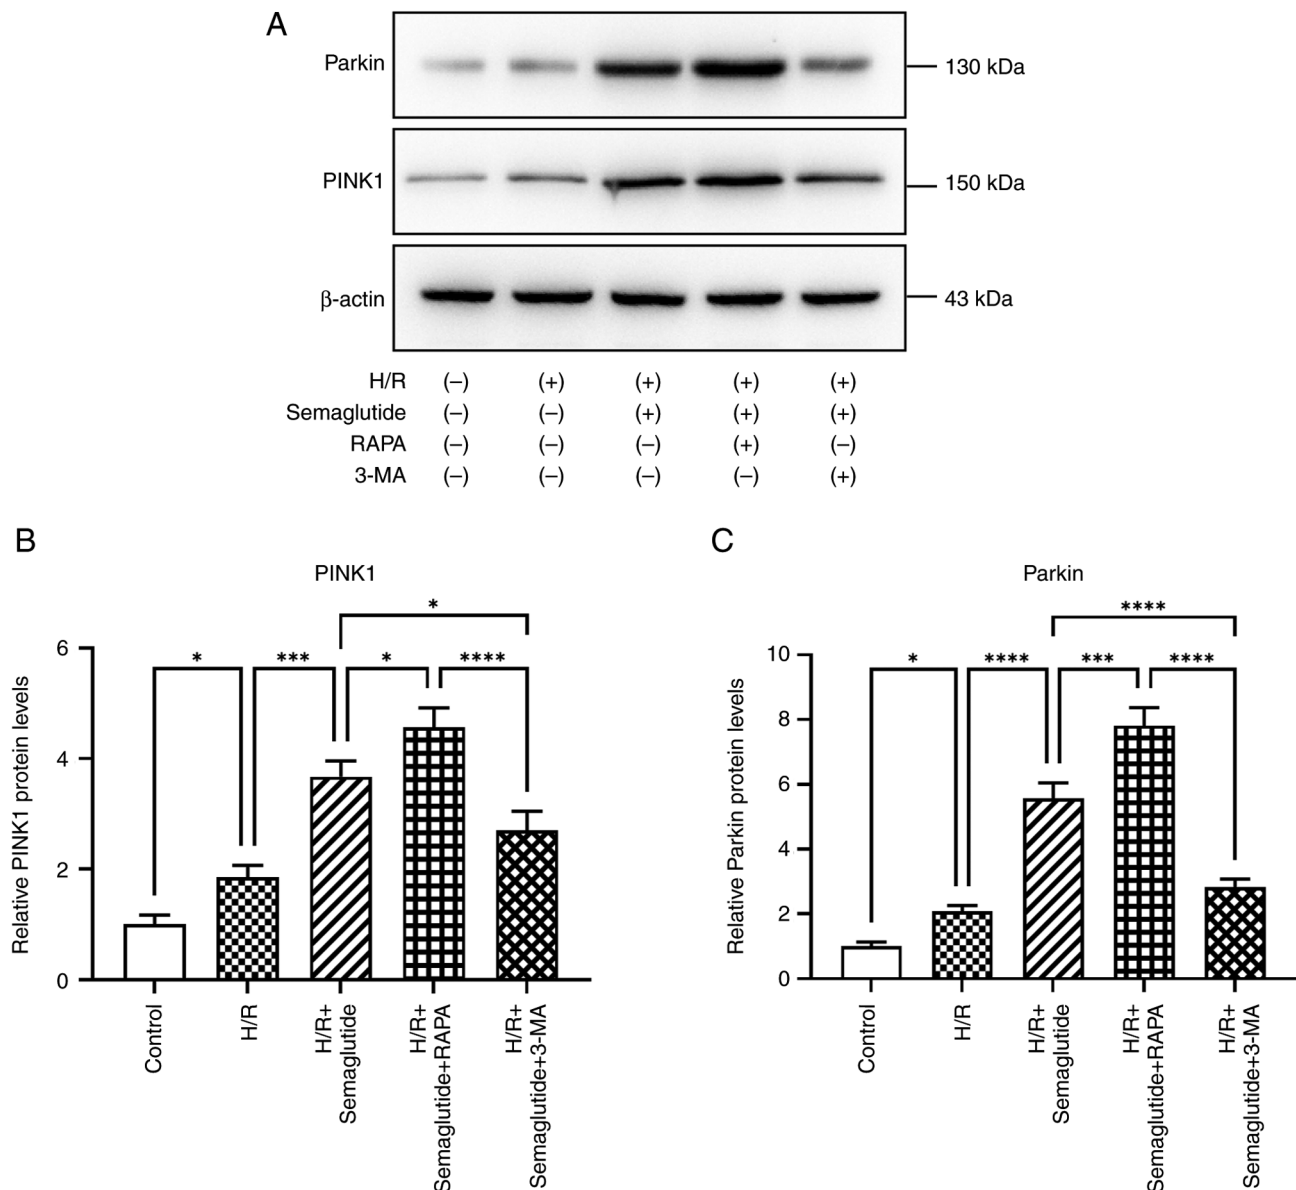 A
Parkin
130 kDa
PINK1
150 kDa
β-actin
43 kDa
H/R (–) (+) (+) (+) (+)
Semaglutide (–) (–) (+) (+) (+)
RAPA (–) (–) (–) (+) (–)
3-MA (–) (–) (–) (–) (+)
B
PINK1
*
* *** * ****
Relative PINK1 protein levels
6
4
2
0
Control
H/R
H/R+
Semaglutide
H/R+
Semaglutide+RAPA
H/R+
Semaglutide+3-MA
C
Parkin
****
* **** *** ****
Relative Parkin protein levels
10
8
6
4
2
0
Control
H/R
H/R+
Semaglutide
H/R+
Semaglutide+RAPA
H/R+
Semaglutide+3-MA